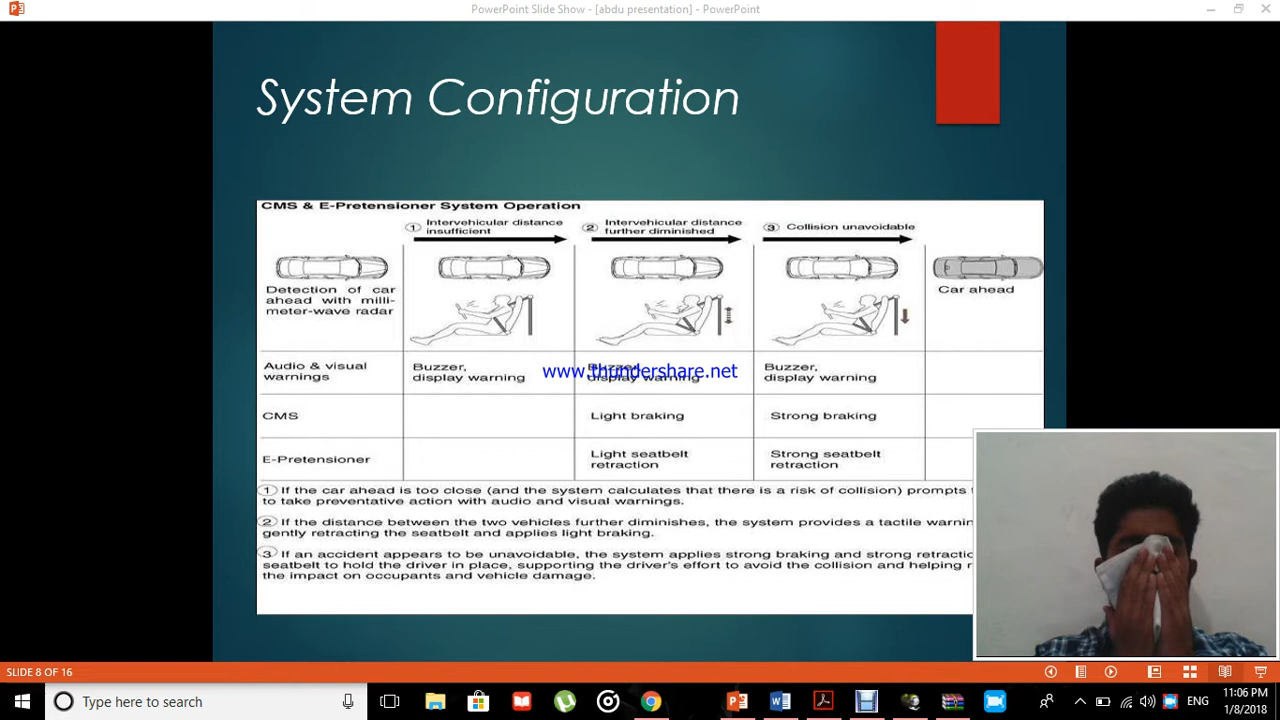 PowerPoint Slide Show - [abdu presentation] - PowerPoint
System Configuration
CMS & E-Pretensioner System Operation
1 Intervehicular distance
insufficient
2 Intervehicular distance
further diminished
3 Collision unavoidable
Detection of car
ahead with milli-
meter-wave radar
Car ahead
Audio & visual
warnings
Buzzer,
display warning
Buzzer,
display warning
Buzzer,
display warning
www.thundershare.net
CMS
Light braking
Strong braking
E-Pretensioner
Light seatbelt
retraction
Strong seatbelt
retraction
1 If the car ahead is too close (and the system calculates that there is a risk of collision) prompts
to take preventative action with audio and visual warnings.
2 If the distance between the two vehicles further diminishes, the system provides a tactile
gently retracting the seatbelt and applies light braking.
3 If an accident appears to be unavoidable, the system applies strong braking and strong
seatbelt to hold the driver in place, supporting the driver's effort to avoid the collision and helping
the impact on occupants and vehicle damage.
SLIDE 8 OF 16
Type here to search
ENG
11:06 PM
1/8/2018